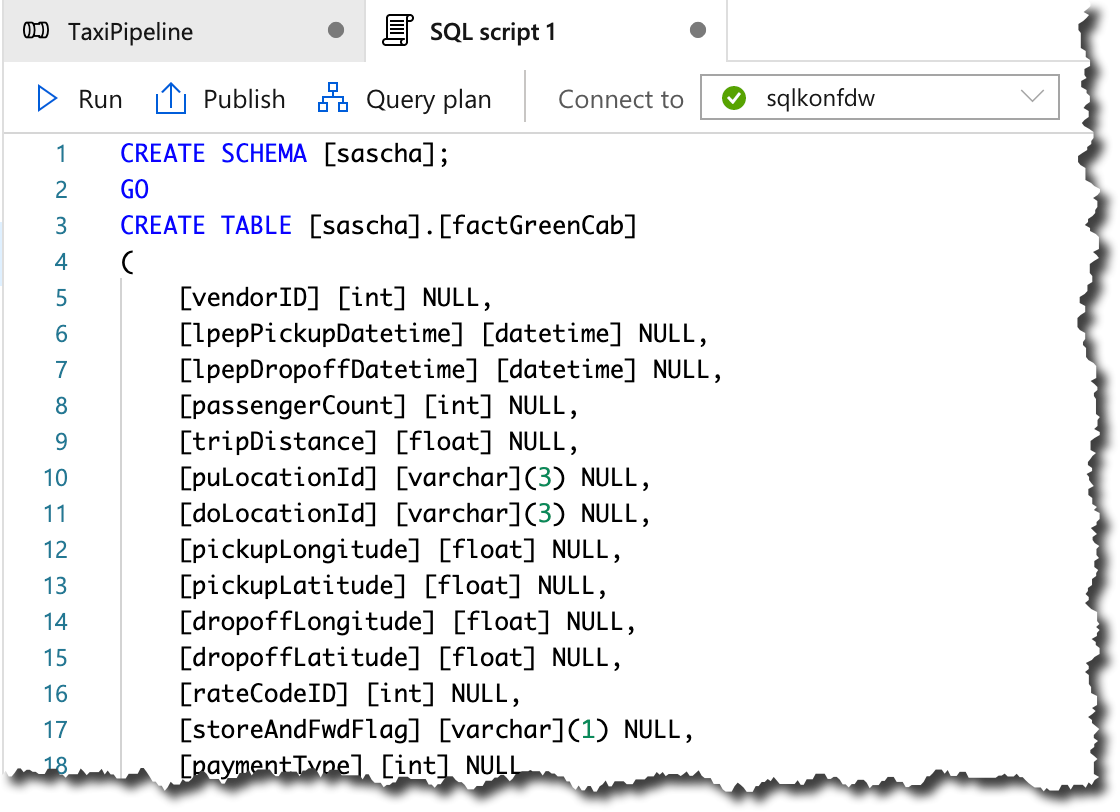 TaxiPipeline
SQL script 1
Run Publish Query plan Connect to sqlkonfdw
1 CREATE SCHEMA [sascha];
2 GO
3 CREATE TABLE [sascha].[factGreenCab]
4 (
5 [vendorID] [int] NULL,
6 [lpepPickupDatetime] [datetime] NULL,
7 [lpepDropoffDatetime] [datetime] NULL,
8 [passengerCount] [int] NULL,
9 [tripDistance] [float] NULL,
10 [puLocationId] [varchar](3) NULL,
11 [doLocationId] [varchar](3) NULL,
12 [pickupLongitude] [float] NULL,
13 [pickupLatitude] [float] NULL,
14 [dropoffLongitude] [float] NULL,
15 [dropoffLatitude] [float] NULL,
16 [rateCodeID] [int] NULL,
17 [storeAndFwdFlag] [varchar](1) NULL,
18 [paymentType] [int] NULL,